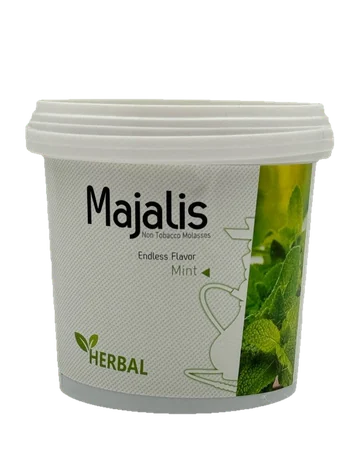 Majalis
Non Tobacco Molasses
Endless Flavor
Mint
HERBAL